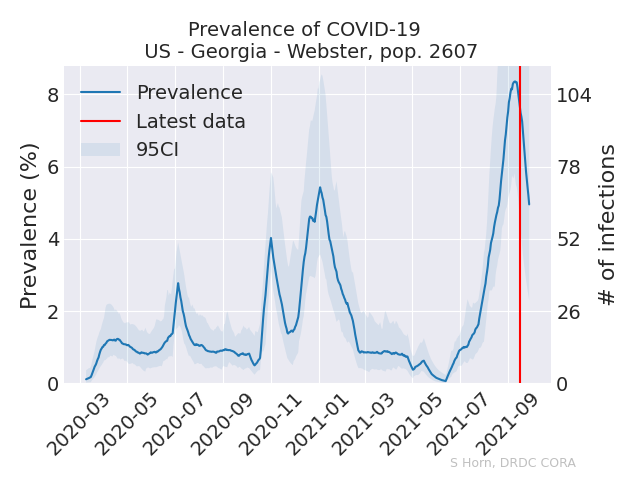 Prevalence of COVID-19
US - Georgia - Webster, pop. 2607
Prevalence
Latest data
95CI
Prevalence (%)
8
6
4
2
0
104
78
52
26
0
# of infections
2020-03
2020-05
2020-07
2020-09
2020-11
2021-01
2021-03
2021-05
2021-07
2021-09
S Horn, DRDC CORA